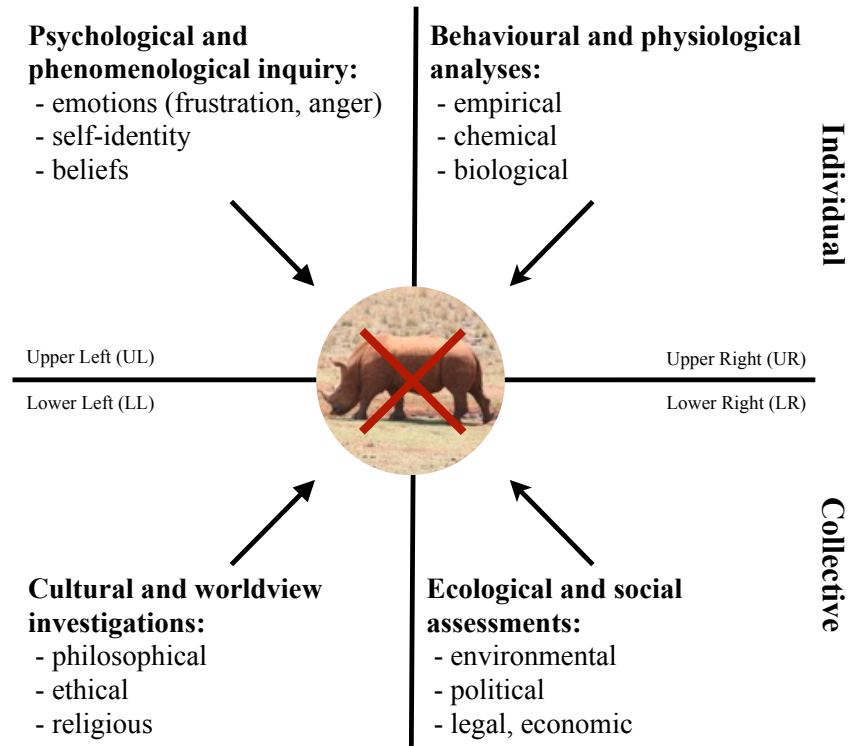 Psychological and
phenomenological inquiry:
- emotions (frustration, anger)
- self-identity
- beliefs
Behavioural and physiological
analyses:
- empirical
- chemical
- biological
Individual
Upper Left (UL)
Upper Right (UR)
Lower Left (LL)
Lower Right (LR)
Cultural and worldview
investigations:
- philosophical
- ethical
- religious
Ecological and social
assessments:
- environmental
- political
- legal, economic
Collective